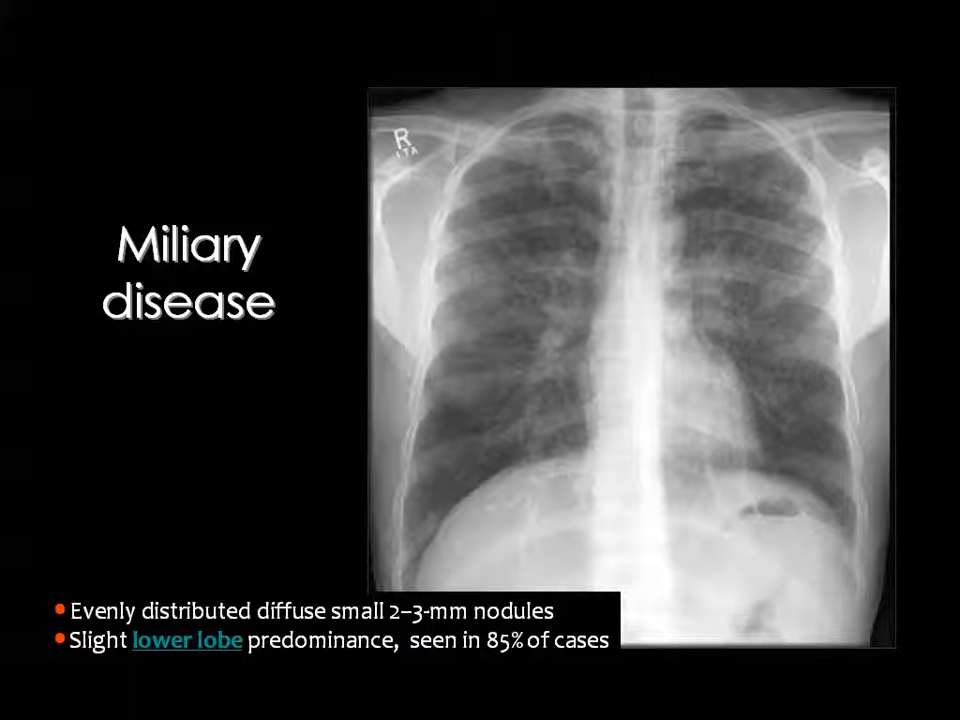 R
ITA
Miliary
disease
• Evenly distributed diffuse small 2–3-mm nodules
• Slight lower lobe predominance, seen in 85% of cases